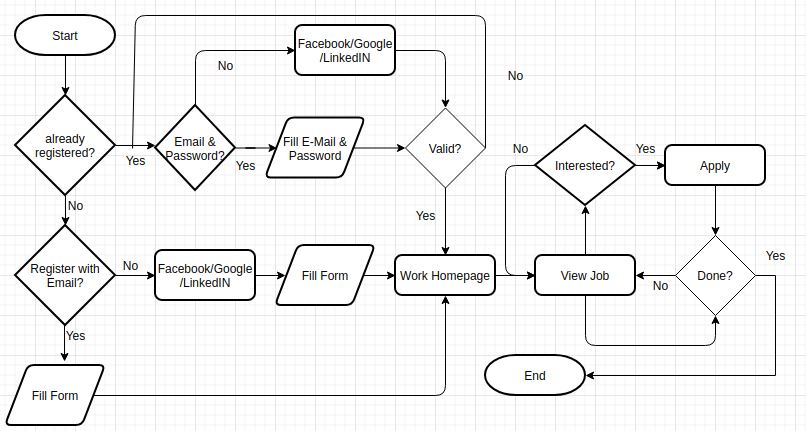 Start
already
registered?
Yes
No
Email &
Password?
No
Yes
Facebook/Google
/LinkedIN
Fill E-Mail &
Password
Valid?
No
Yes
Register with
Email?
No
Yes
Facebook/Google
/LinkedIN
Fill Form
Fill Form
Work Homepage
View Job
Interested?
No
Yes
Apply
Done?
No
Yes
End